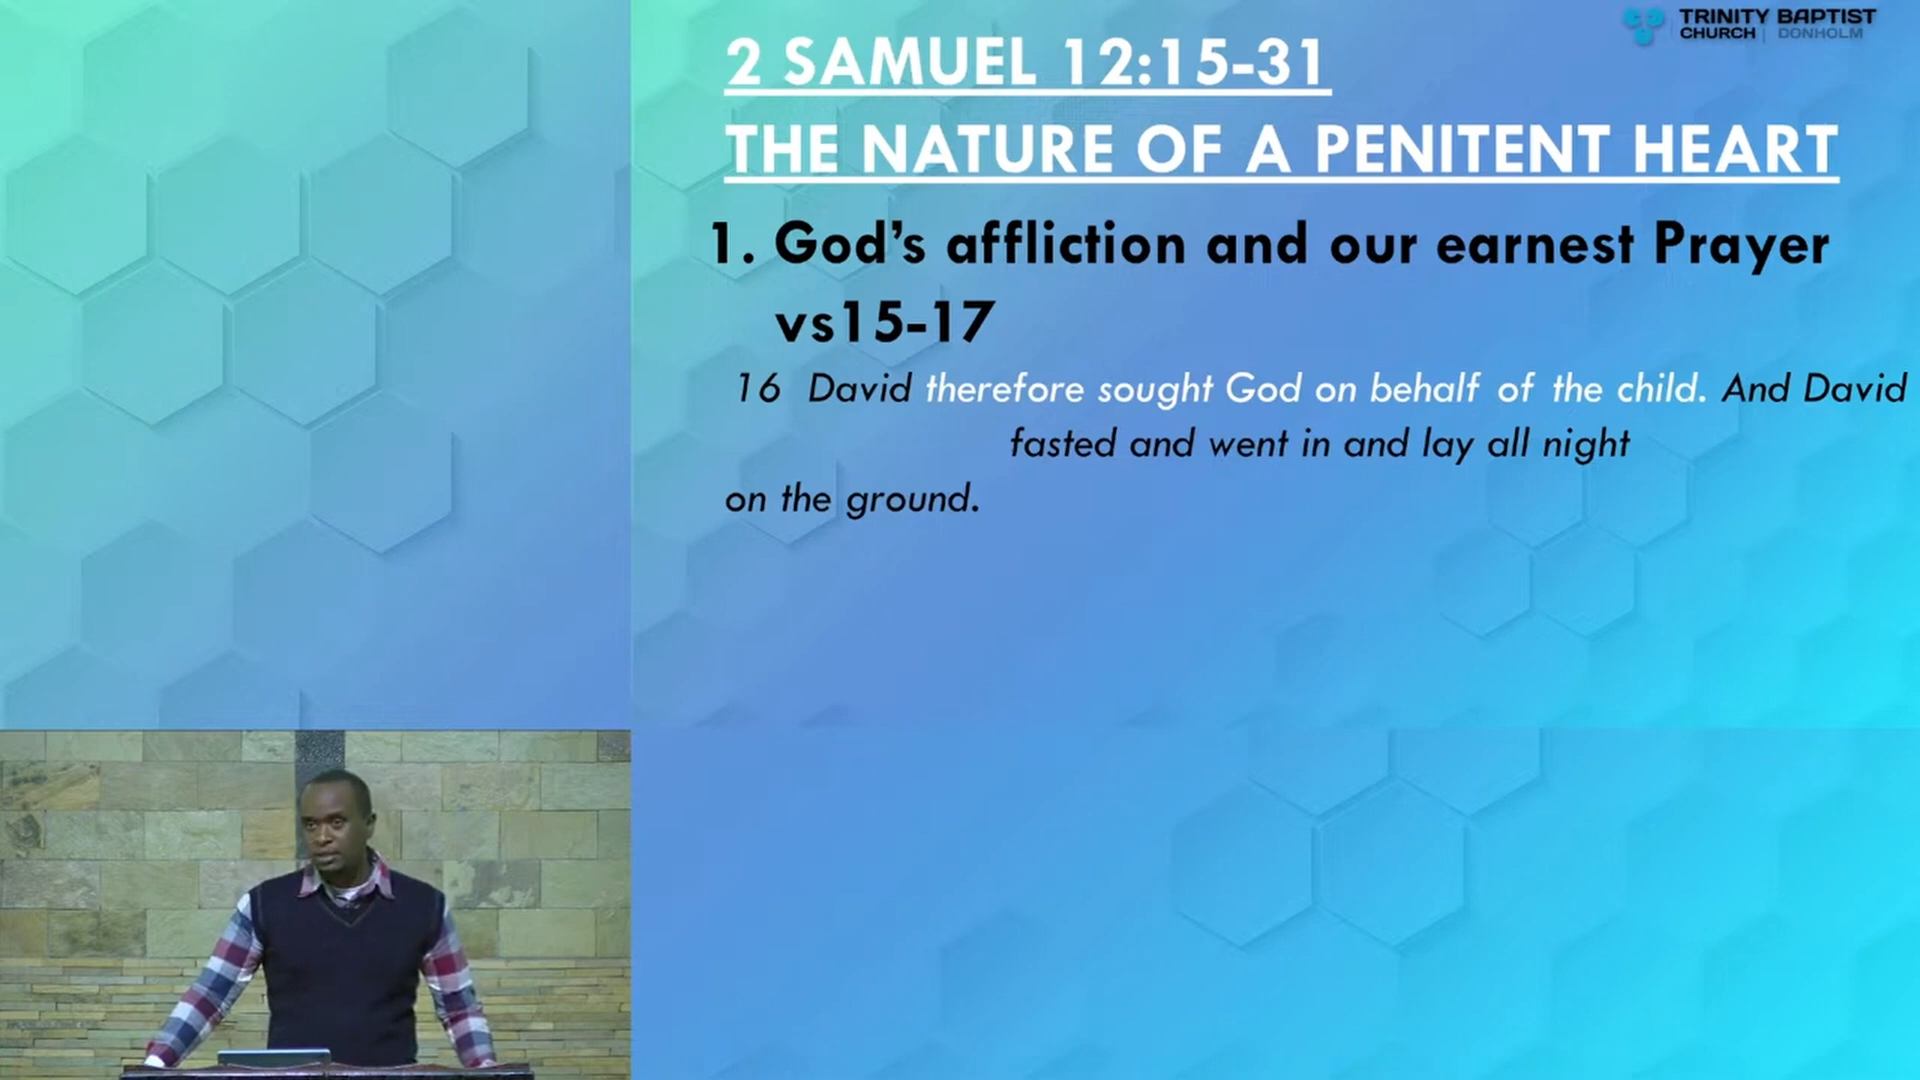 TRINITY BAPTIST
CHURCH | DONHOLM
2 SAMUEL 12:15-31
THE NATURE OF A PENITENT HEART
1. God’s affliction and our earnest Prayer
vs15-17
16 David therefore sought God on behalf of the child. And David
fasted and went in and lay all night
on the ground.